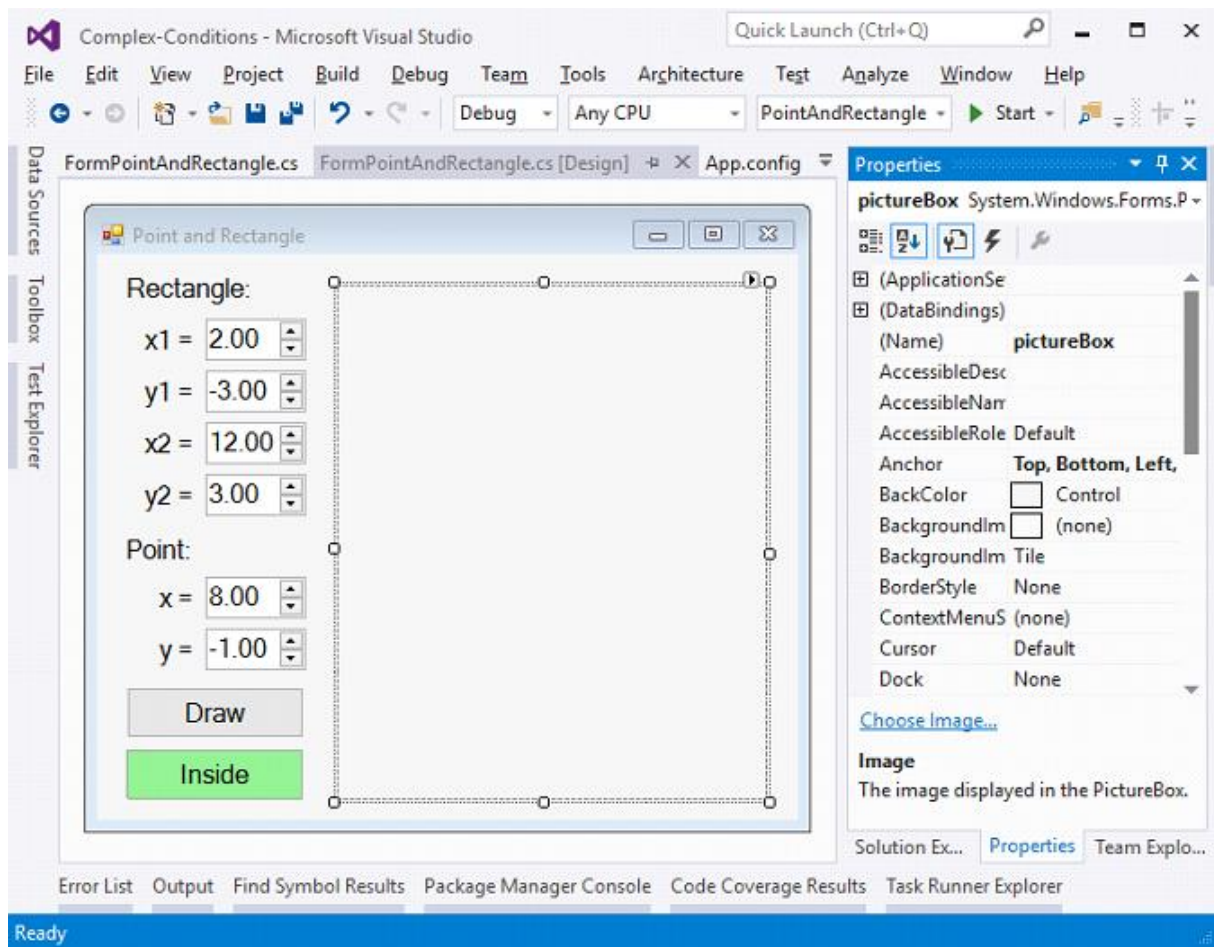 Complex-Conditions - Microsoft Visual Studio
Quick Launch (Ctrl+Q)
File Edit View Project Build Debug Team Tools Architecture Test Analyze Window Help
Debug Any CPU PointAndRectangle Start
Data Sources
Toolbox
Test Explorer
FormPointAndRectangle.cs FormPointAndRectangle.cs [Design] App.config
Point and Rectangle
Rectangle:
x1 = 2.00
y1 = -3.00
x2 = 12.00
y2 = 3.00
Point:
x = 8.00
y = -1.00
Draw
Inside
Properties
pictureBox System.Windows.Forms.P
(ApplicationSe
(DataBindings)
(Name) pictureBox
AccessibleDesc
AccessibleNam
AccessibleRole Default
Anchor Top, Bottom, Left,
BackColor Control
BackgroundIm (none)
BackgroundIm Tile
BorderStyle None
ContextMenuS (none)
Cursor Default
Dock None
Choose Image...
Image
The image displayed in the PictureBox.
Solution Ex... Properties Team Explo...
Error List Output Find Symbol Results Package Manager Console Code Coverage Results Task Runner Explorer
Ready